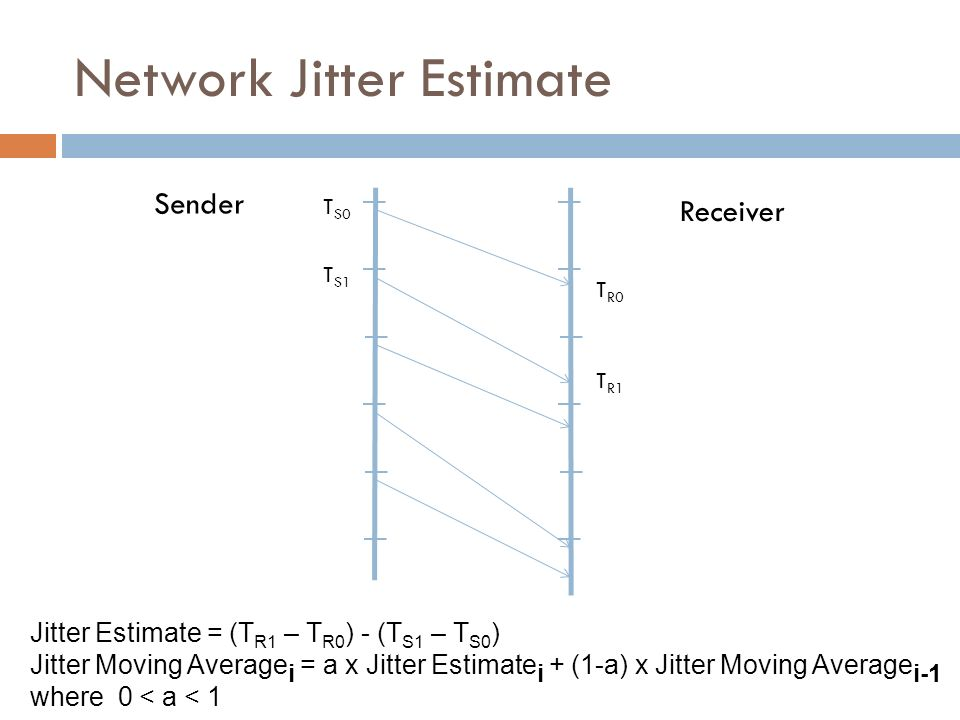 Network Jitter Estimate
Sender
Receiver
TS0
TS1
TR0
TR1
Jitter Estimate = (TR1 – TR0) - (TS1 – TS0)
Jitter Moving Averagei = a x Jitter Estimatei + (1-a) x Jitter Moving Averagei-1
where 0 < a < 1